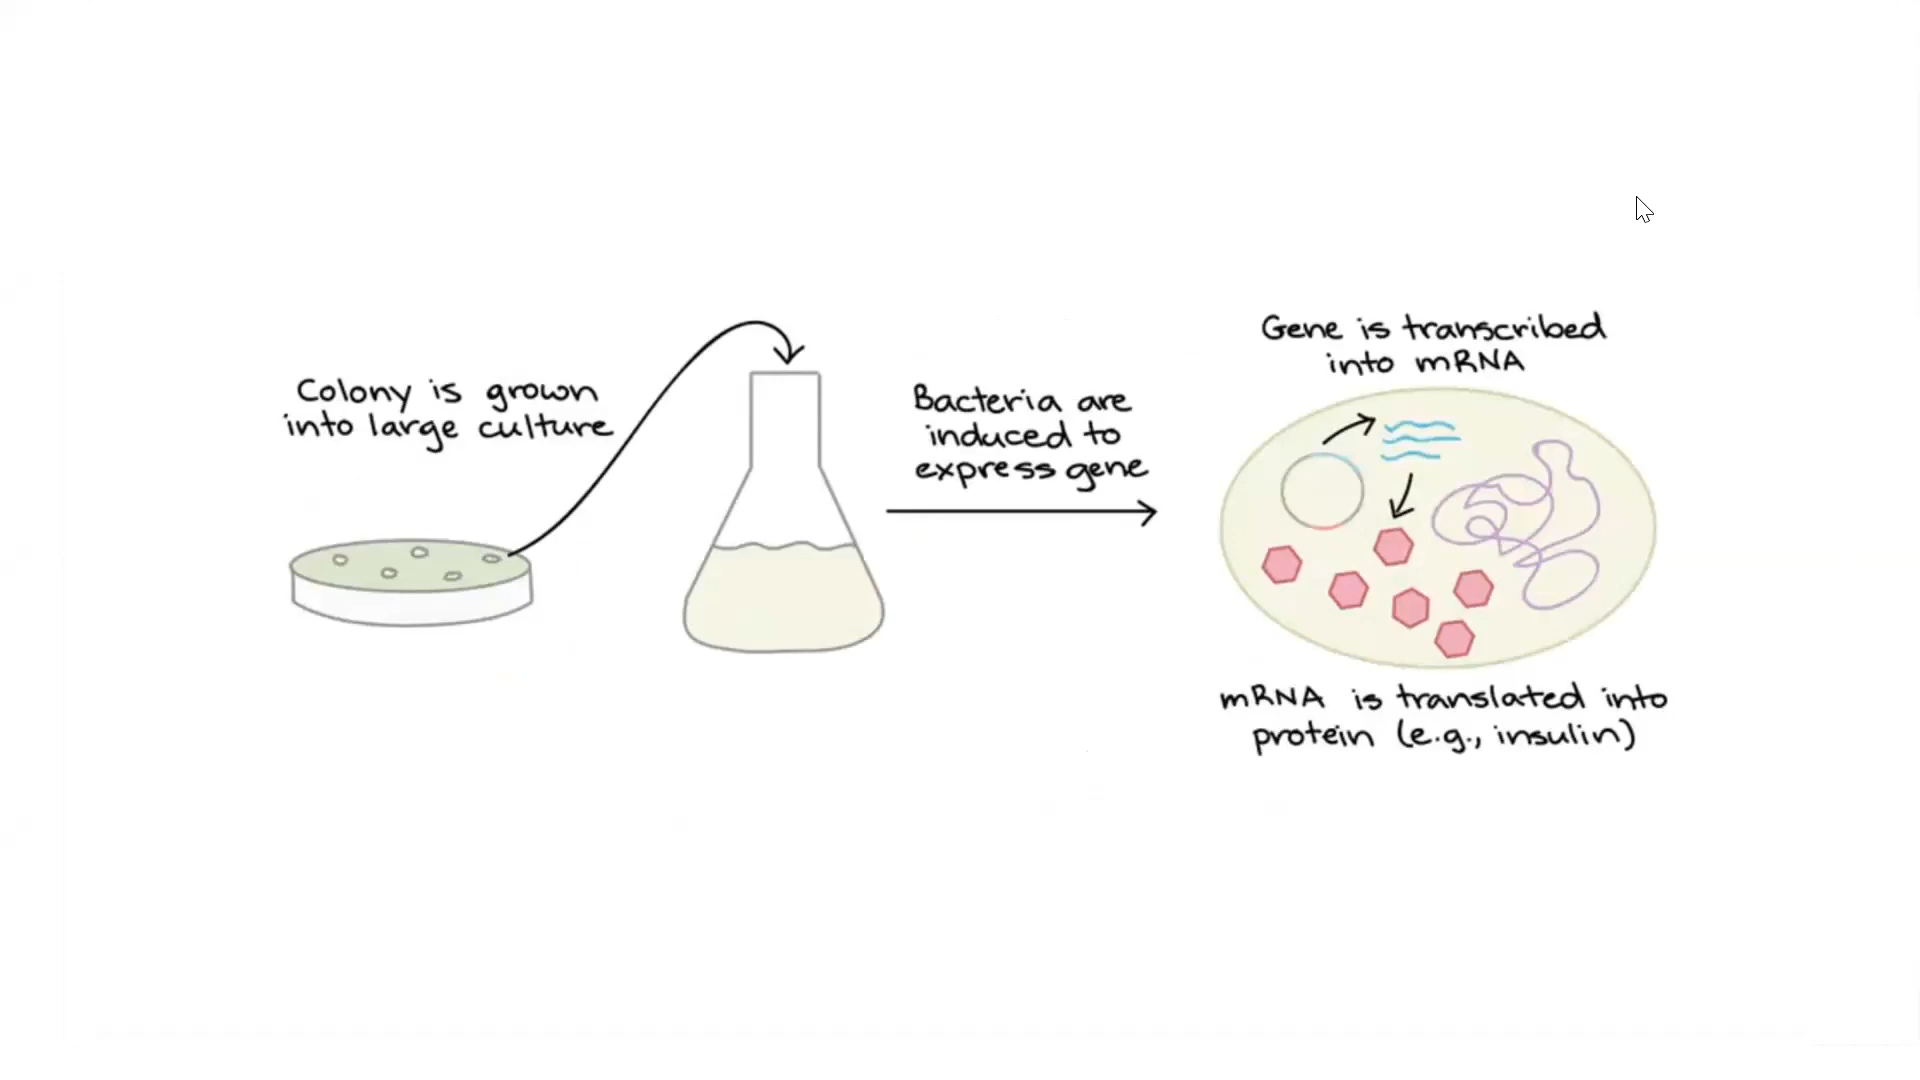 Colony is grown
into large culture
Bacteria are
induced to
express gene
Gene is transcribed
into mRNA
mRNA is translated into
protein (e.g., insulin)